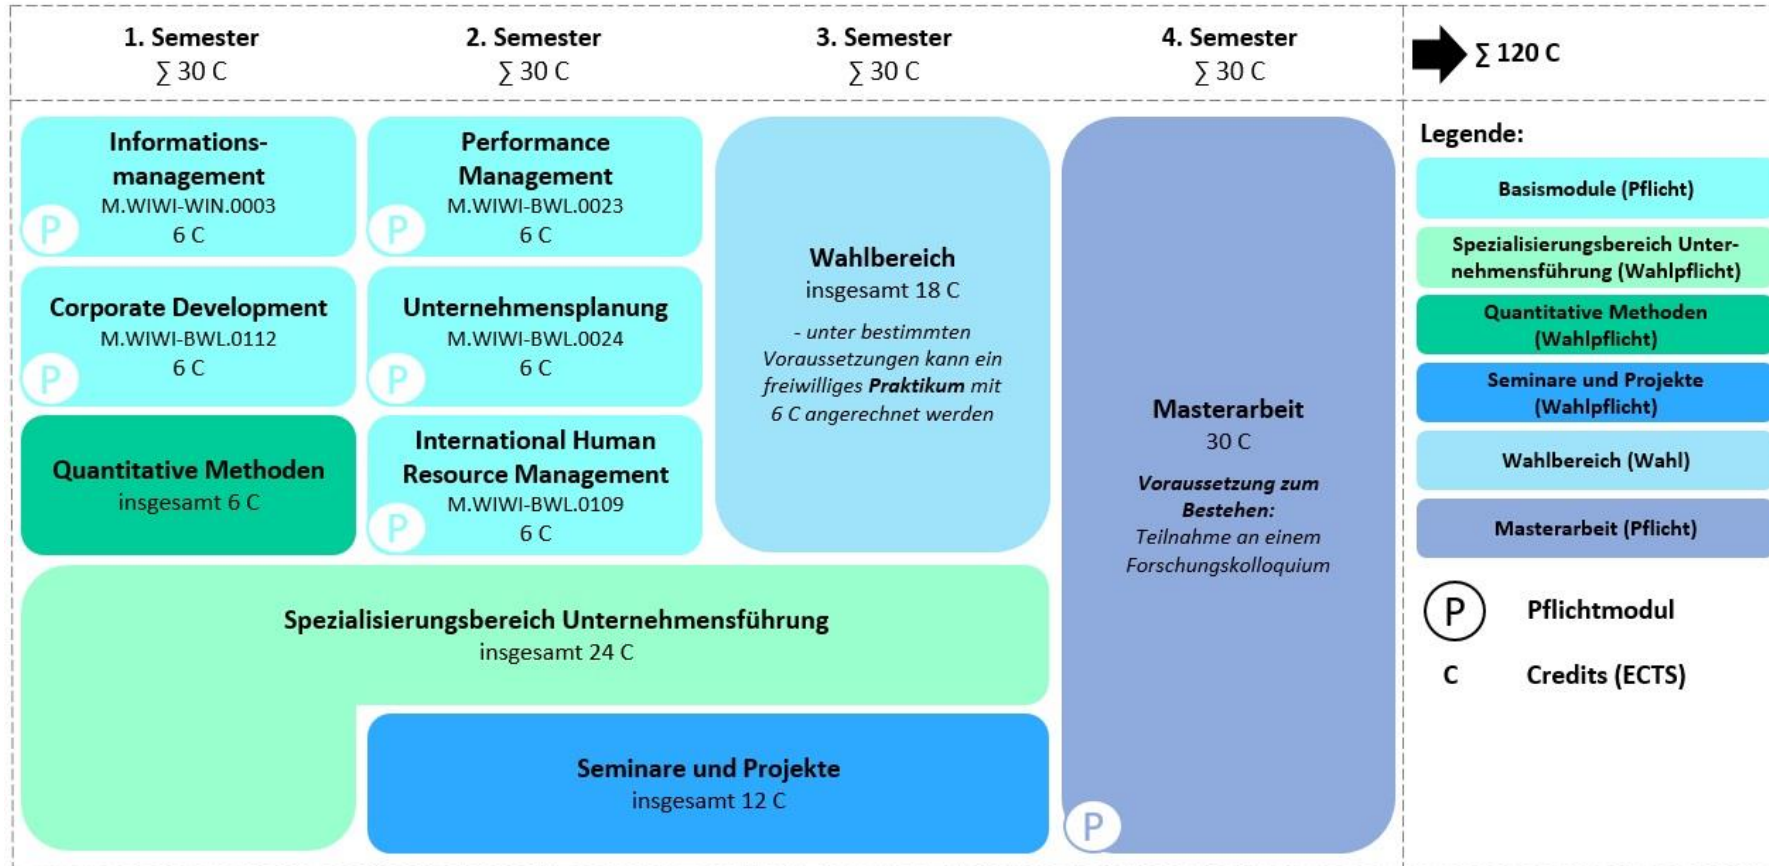 1. Semester
∑ 30 C
2. Semester
∑ 30 C
3. Semester
∑ 30 C
4. Semester
∑ 30 C
∑ 120 C
Informations-
management
M.WIWI-WIN.0003
6 C
P
Corporate Development
M.WIWI-BWL.0112
6 C
P
Quantitative Methoden
insgesamt 6 C
Performance
Management
M.WIWI-BWL.0023
6 C
P
Unternehmensplanung
M.WIWI-BWL.0024
6 C
P
International Human
Resource Management
M.WIWI-BWL.0109
6 C
P
Wahlbereich
insgesamt 18 C
- unter bestimmten
Voraussetzungen kann ein
freiwilliges Praktikum mit
6 C angerechnet werden
Spezialisierungsbereich Unternehmensführung
insgesamt 24 C
Seminare und Projekte
insgesamt 12 C
Masterarbeit
30 C
Voraussetzung zum
Bestehen:
Teilnahme an einem
Forschungskolloquium
P
Legende:
Basismodule (Pflicht)
Spezialisierungsbereich Unter-
nehmensführung (Wahlpflicht)
Quantitative Methoden
(Wahlpflicht)
Seminare und Projekte
(Wahlpflicht)
Wahlbereich (Wahl)
Masterarbeit (Pflicht)
P Pflichtmodul
C Credits (ECTS)